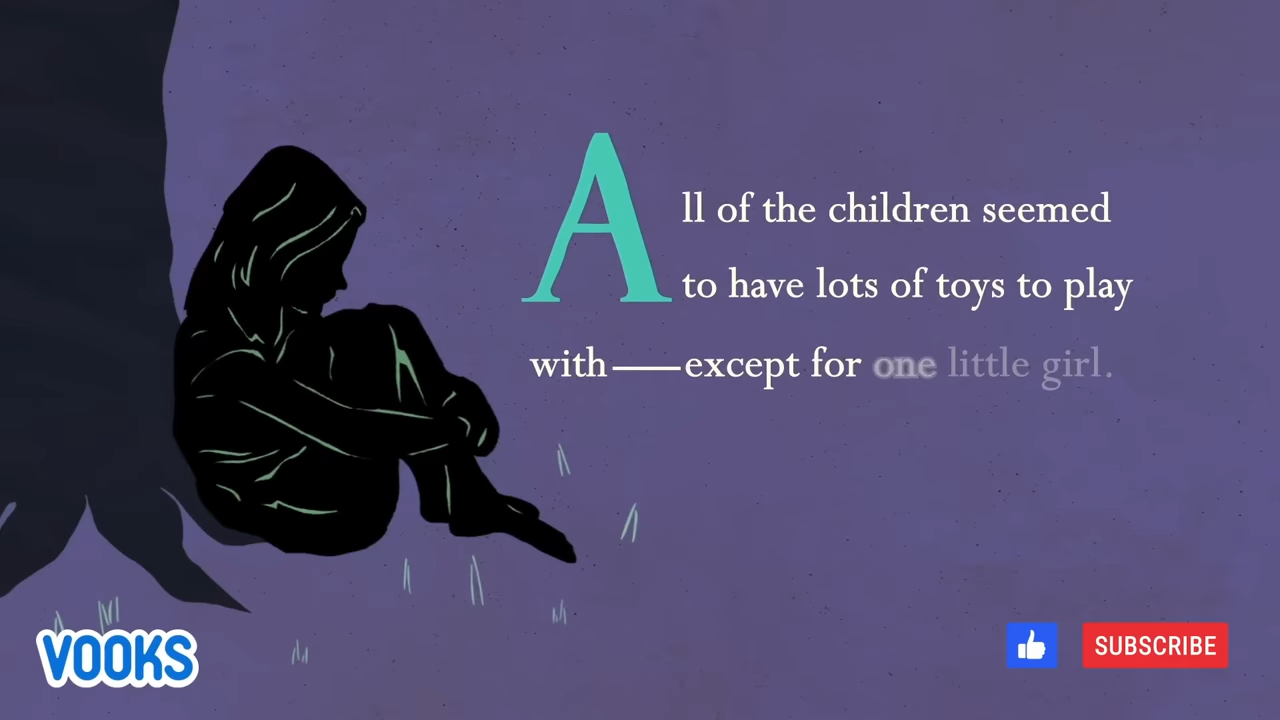 All of the children seemed
to have lots of toys to play
with—except for one little girl.
VOOKS
SUBSCRIBE